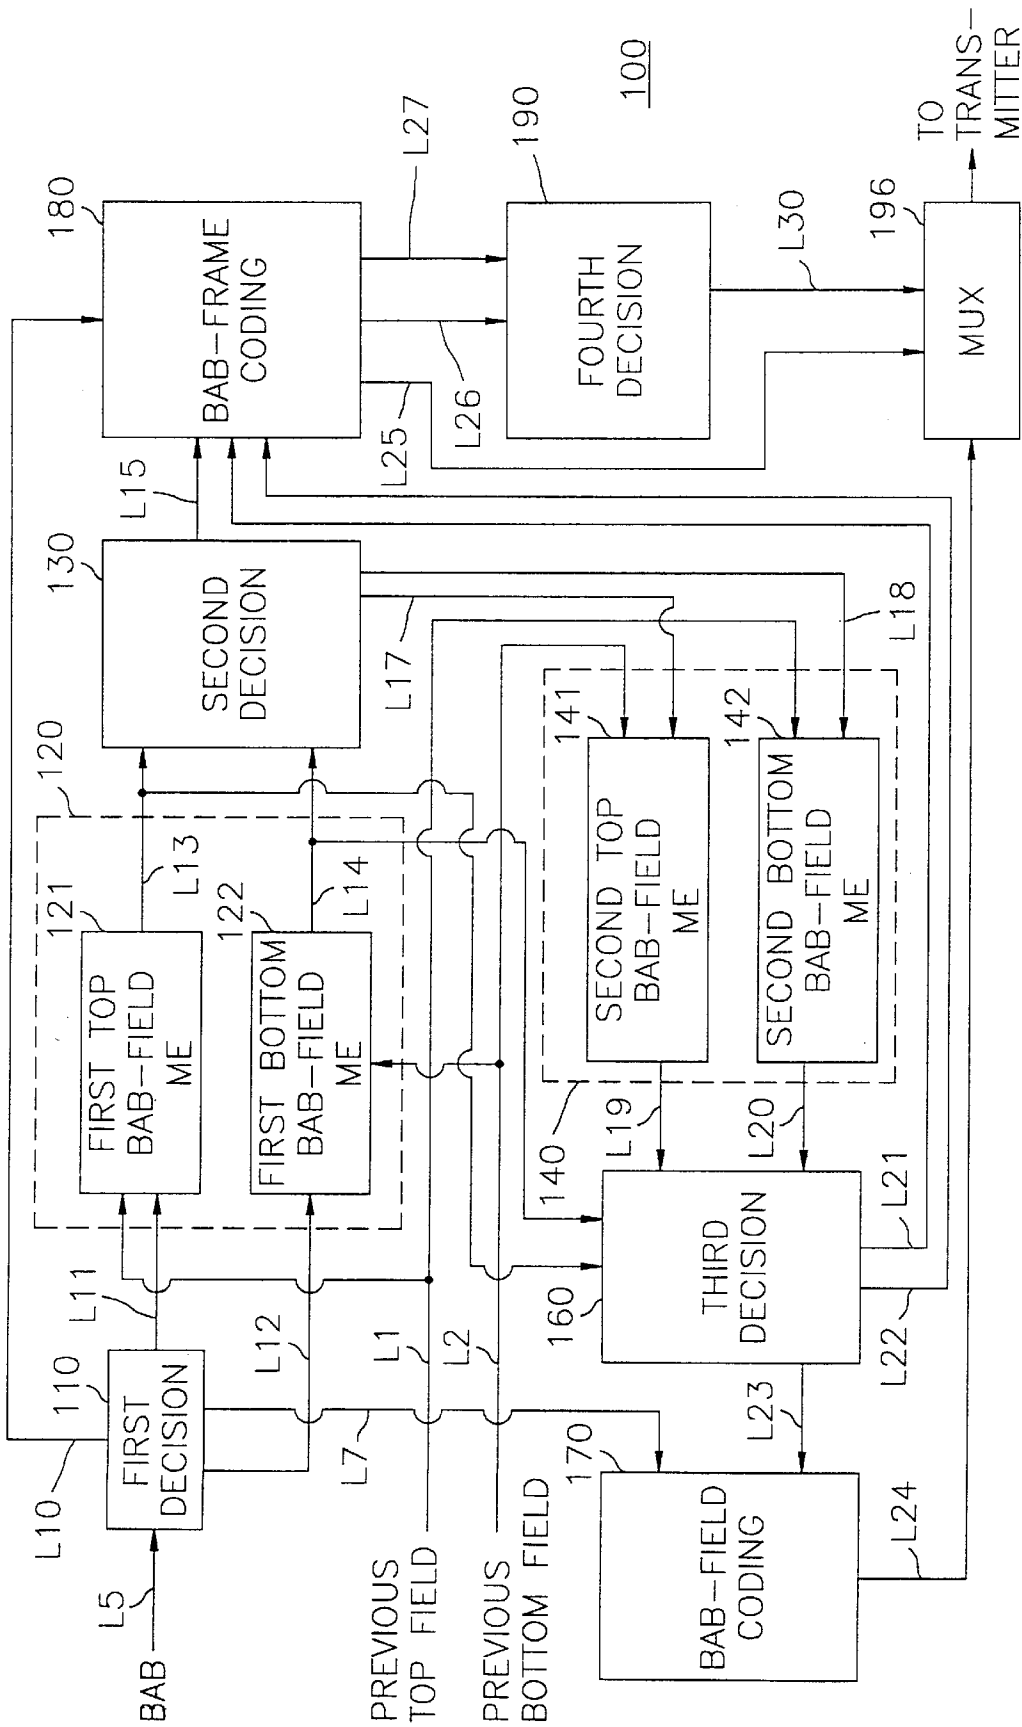 BAB
L5
L10
110
FIRST
DECISION
L11
L12
L7
PREVIOUS
TOP FIELD
L1
PREVIOUS
BOTTOM FIELD
L2
120
121
FIRST TOP
BAB-FIELD
ME
L13
122
FIRST BOTTOM
BAB-FIELD
ME
L14
130
SECOND
DECISION
L15
L17
L18
180
BAB-FRAME
CODING
L25
L26
L27
190
FOURTH
DECISION
L30
100
140
141
SECOND TOP
BAB-FIELD
ME
L19
142
SECOND BOTTOM
BAB-FIELD
ME
L20
160
THIRD
DECISION
L21
L22
L23
170
BAB-FIELD
CODING
L24
196
MUX
TO
TRANS-
MITTER